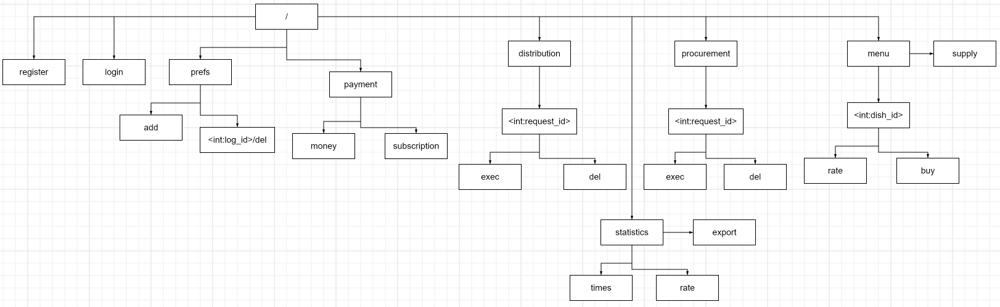 /
register
login
prefs
add
<int:log_id>/del
payment
money
subscription
distribution
<int:request_id>
exec
del
procurement
<int:request_id>
exec
del
menu
supply
<int:dish_id>
rate
buy
statistics
export
times
rate